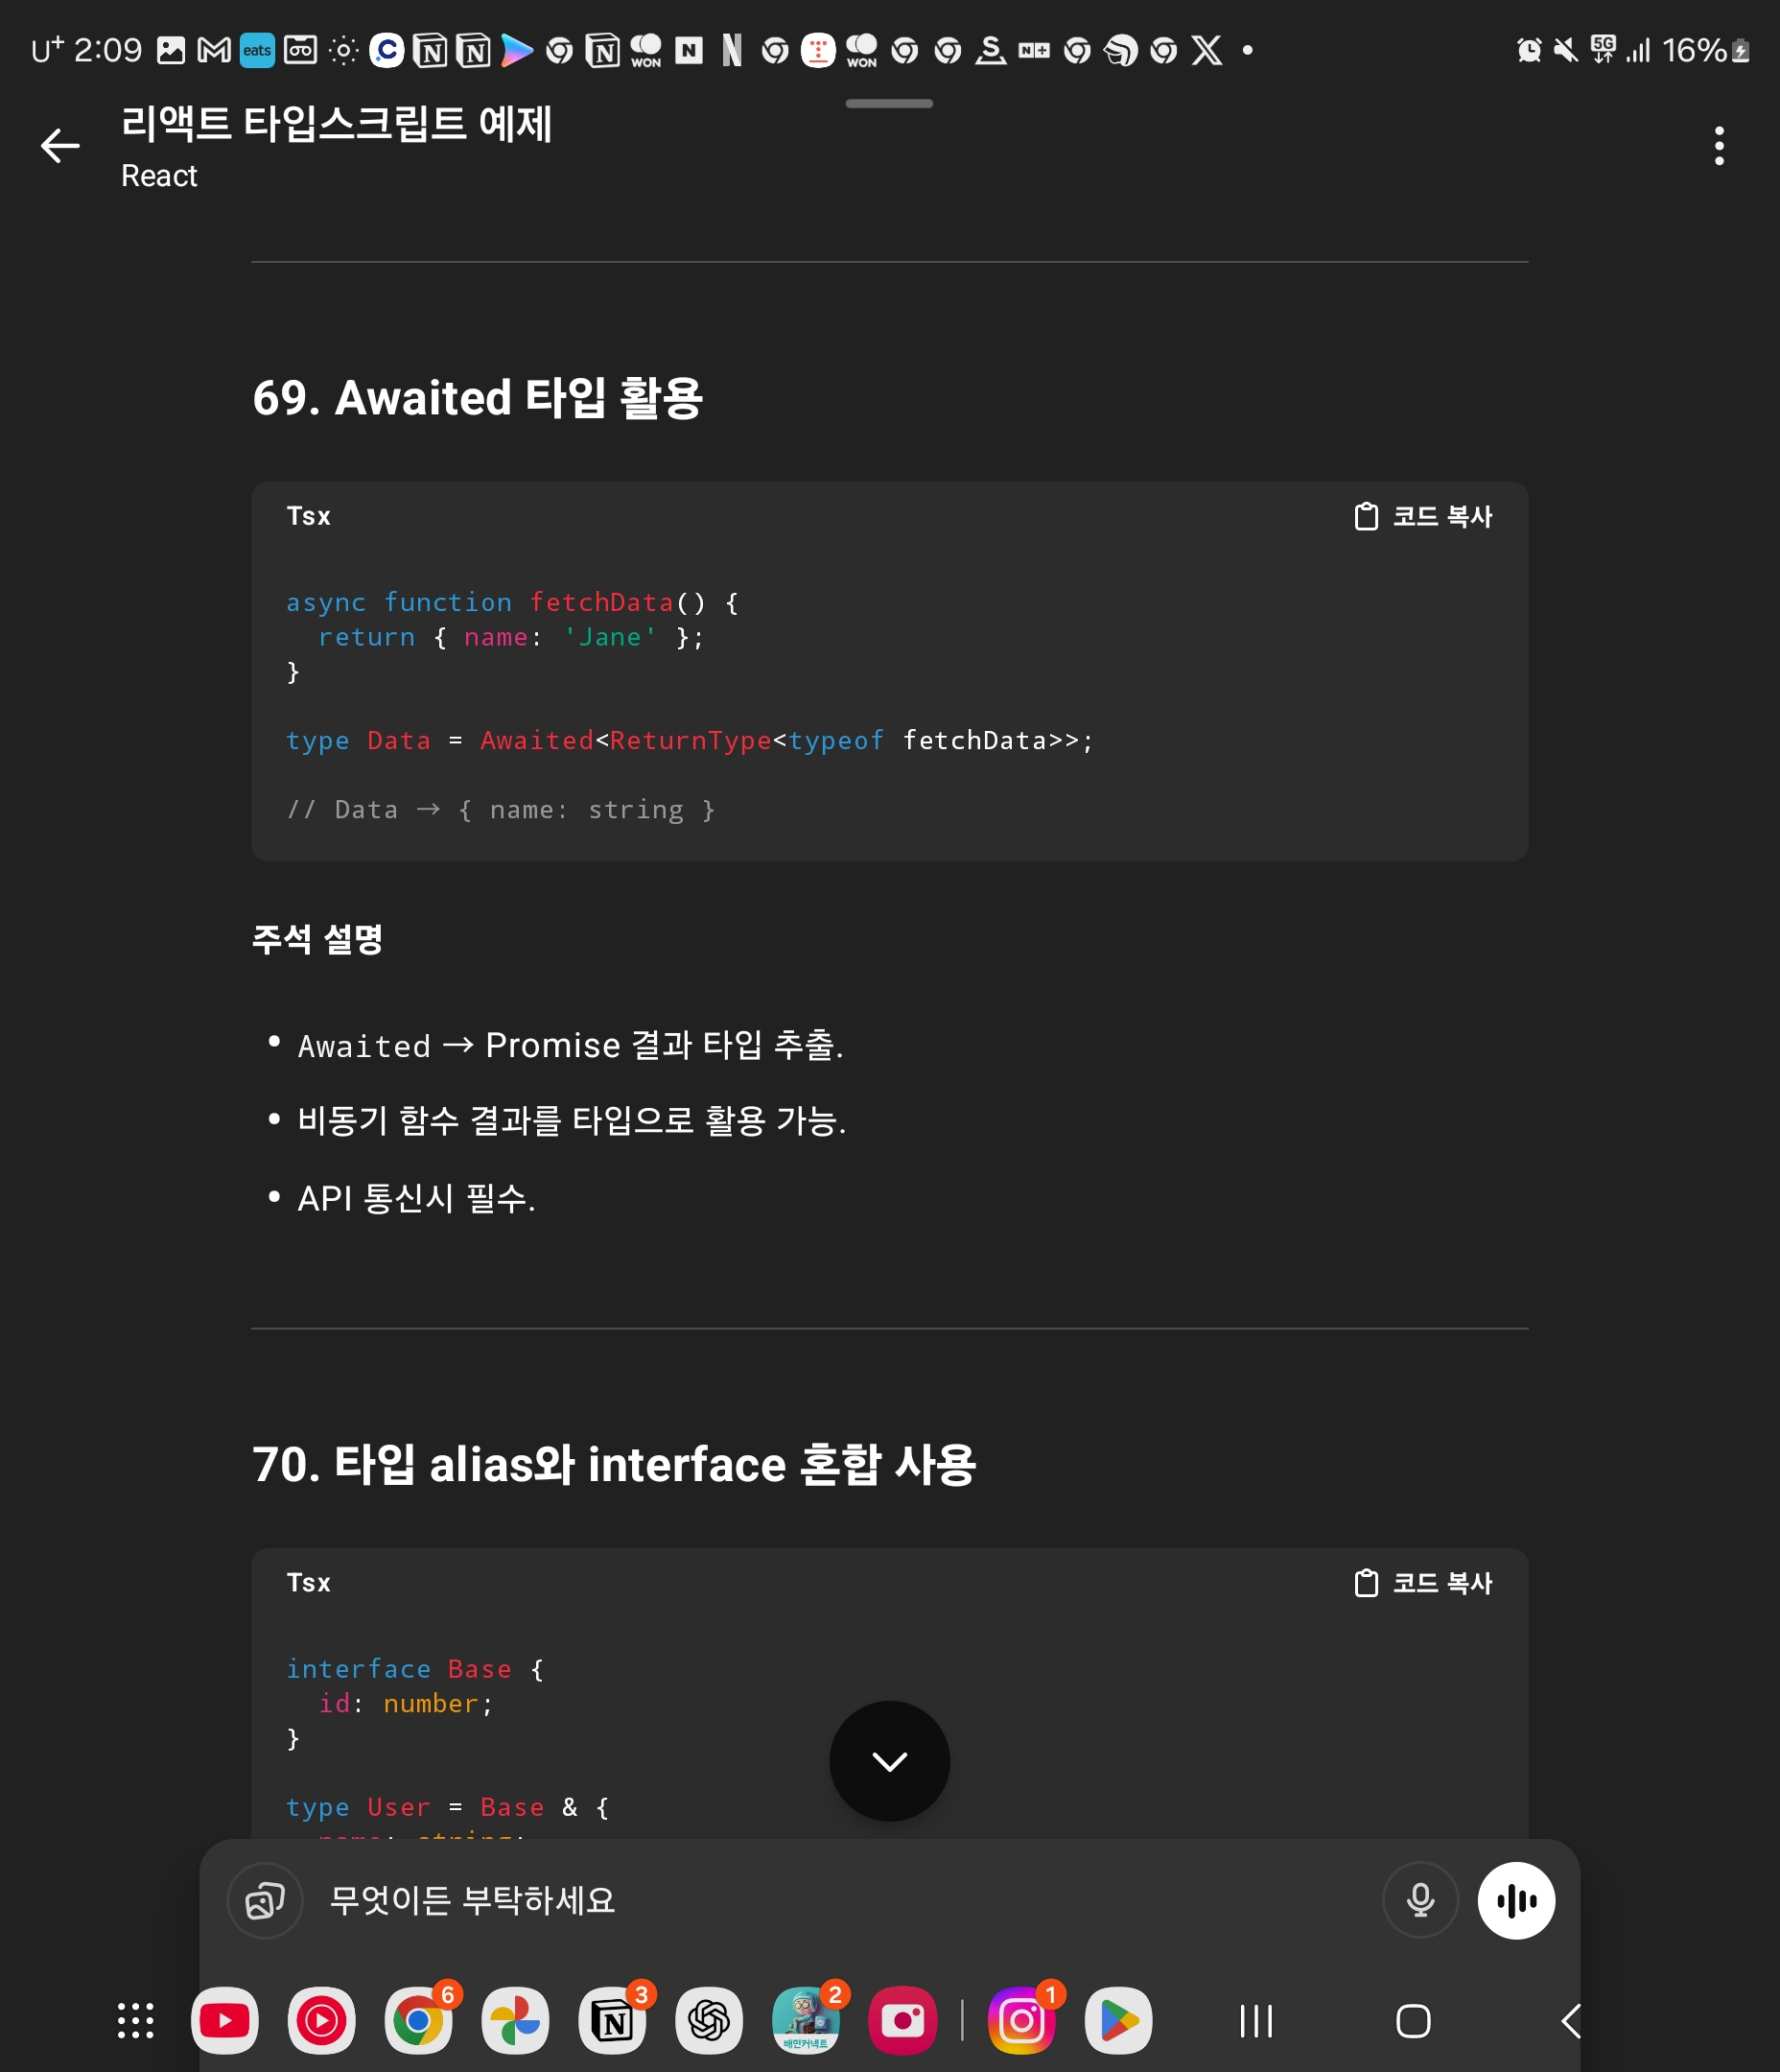 U+ 2:09 eats WON N WON N+ 5G 16%
리액트 타입스크립트 예제
React
69. Awaited 타입 활용
Tsx 코드 복사
async function fetchData() {
  return { name: 'Jane' };
}
type Data = Awaited<ReturnType<typeof fetchData>>;
// Data → { name: string }
주석 설명
• Awaited → Promise 결과 타입 추출.
• 비동기 함수 결과를 타입으로 활용 가능.
• API 통신시 필수.
70. 타입 alias와 interface 혼합 사용
Tsx 코드 복사
interface Base {
  id: number;
}
type User = Base & {
  name: string;
무엇이든 부탁하세요
6 3 2 1
배민커넥트